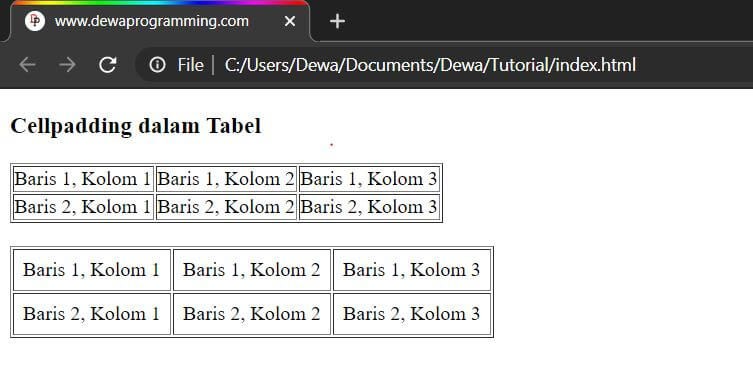 www.dewaprogramming.com
File | C:/Users/Dewa/Documents/Dewa/Tutorial/index.html
Cellpadding dalam Tabel
Baris 1, Kolom 1 Baris 1, Kolom 2 Baris 1, Kolom 3
Baris 2, Kolom 1 Baris 2, Kolom 2 Baris 2, Kolom 3
Baris 1, Kolom 1 Baris 1, Kolom 2 Baris 1, Kolom 3
Baris 2, Kolom 1 Baris 2, Kolom 2 Baris 2, Kolom 3